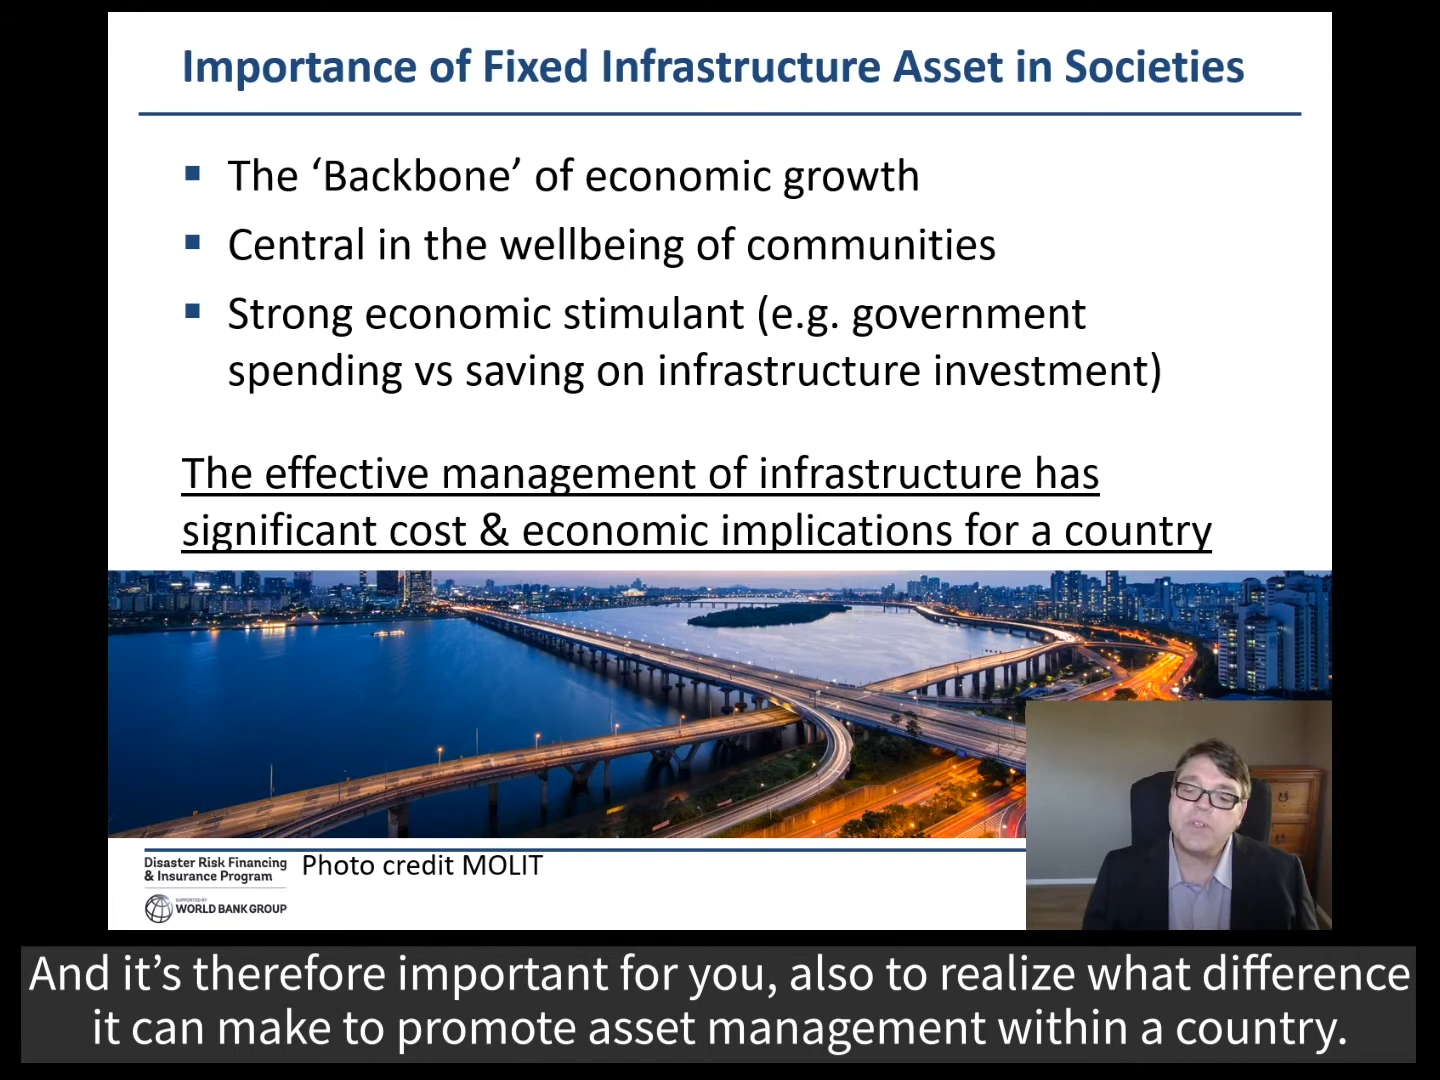 Importance of Fixed Infrastructure Asset in Societies
▪ The ‘Backbone’ of economic growth
▪ Central in the wellbeing of communities
▪ Strong economic stimulant (e.g. government
spending vs saving on infrastructure investment)
The effective management of infrastructure has
significant cost & economic implications for a country
Disaster Risk Financing
& Insurance Program
Photo credit MOLIT
SUPPORTED BY
WORLD BANK GROUP
And it’s therefore important for you, also to realize what difference
it can make to promote asset management within a country.